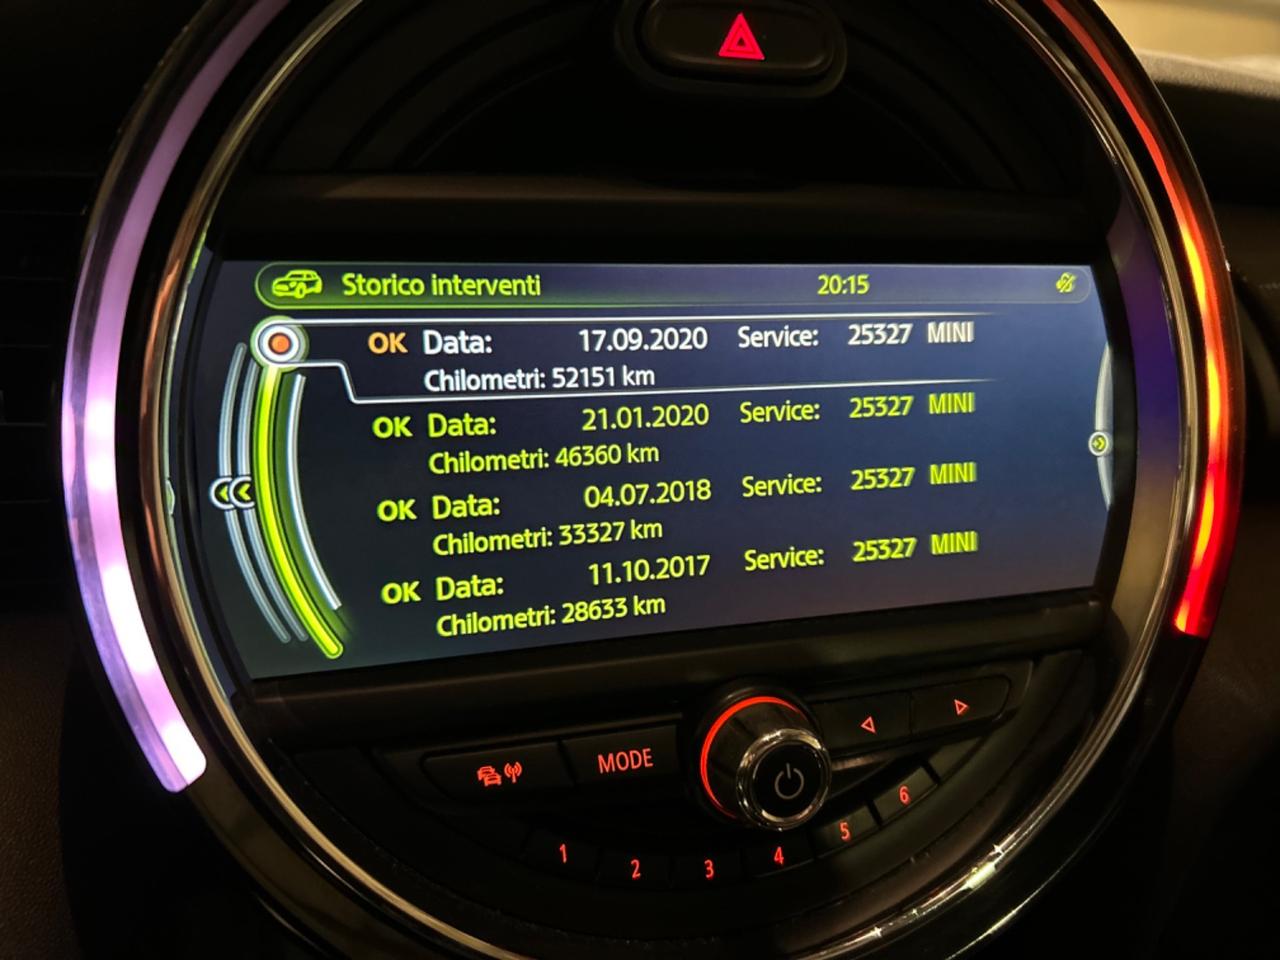 Storico interventi 20:15
OK Data: 17.09.2020 Service: 25327 MINI
Chilometri: 52151 km
OK Data: 21.01.2020 Service: 25327 MINI
Chilometri: 46360 km
OK Data: 04.07.2018 Service: 25327 MINI
Chilometri: 33327 km
OK Data: 11.10.2017 Service: 25327 MINI
Chilometri: 28633 km
MODE
1 2 3 4 5 6